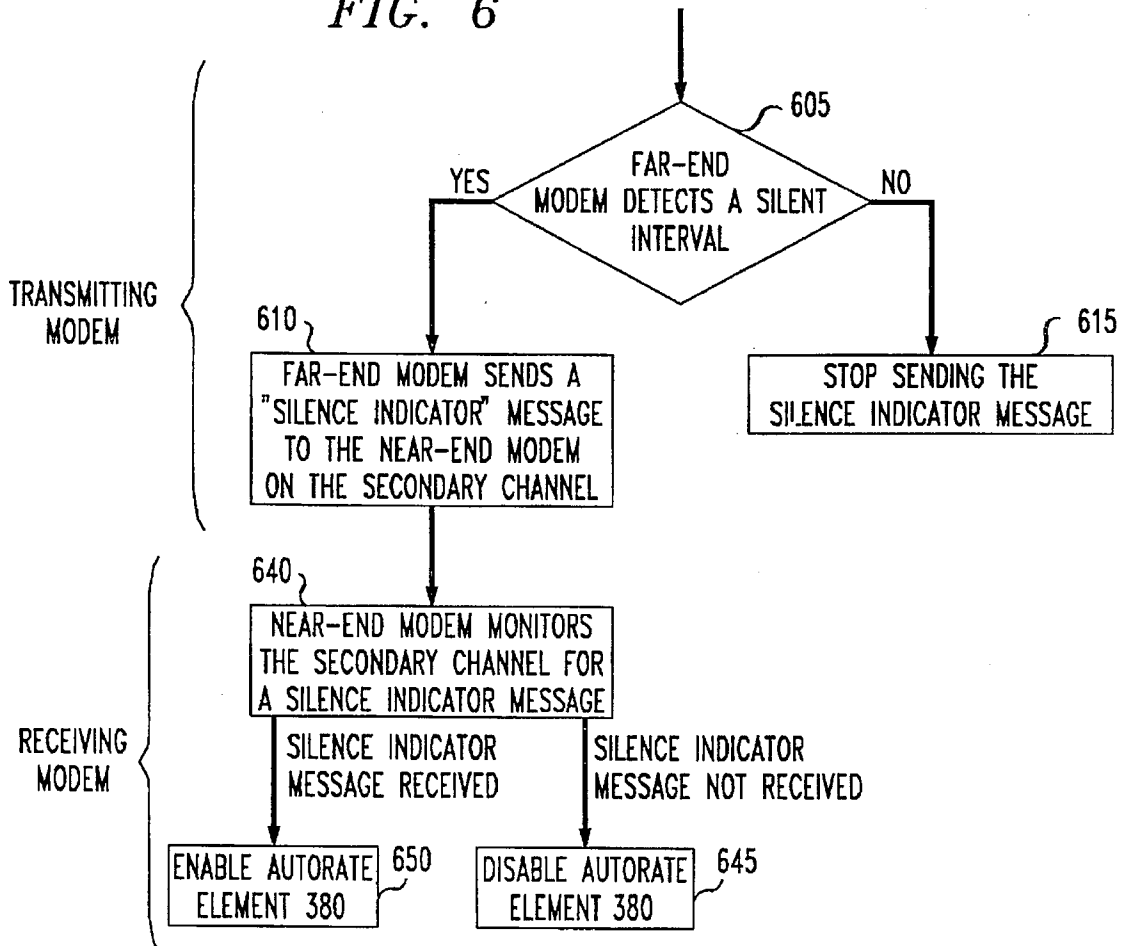 FIG. 6
605
FAR-END
MODEM DETECTS A SILENT
INTERVAL
YES
NO
TRANSMITTING
MODEM
610
FAR-END MODEM SENDS A
"SILENCE INDICATOR" MESSAGE
TO THE NEAR-END MODEM
ON THE SECONDARY CHANNEL
615
STOP SENDING THE
SILENCE INDICATOR MESSAGE
640
NEAR-END MODEM MONITORS
THE SECONDARY CHANNEL FOR
A SILENCE INDICATOR MESSAGE
RECEIVING
MODEM
SILENCE INDICATOR
MESSAGE RECEIVED
SILENCE INDICATOR
MESSAGE NOT RECEIVED
ENABLE AUTORATE
ELEMENT 380
650
DISABLE AUTORATE
ELEMENT 380
645